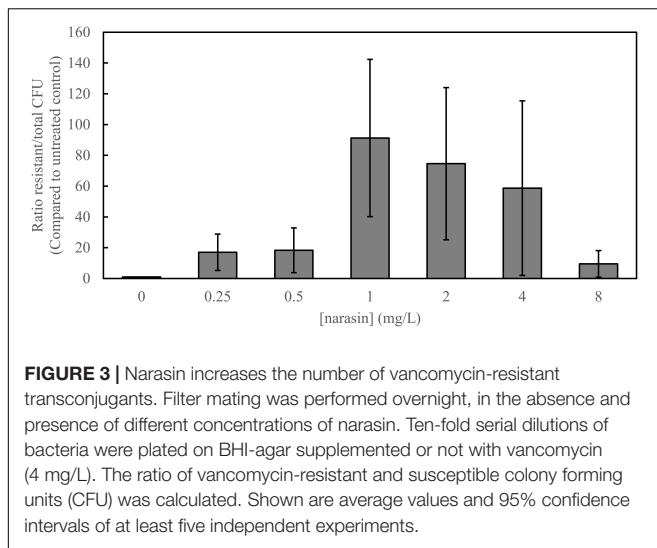 160
140
120
100
80
60
40
20
0
Ratio resistant/total CFU
(Compared to untreated control)
0 0.25 0.5 1 2 4 8
[narasin] (mg/L)
FIGURE 3 | Narasin increases the number of vancomycin-resistant
transconjugants. Filter mating was performed overnight, in the absence and
presence of different concentrations of narasin. Ten-fold serial dilutions of
bacteria were plated on BHI-agar supplemented or not with vancomycin
(4 mg/L). The ratio of vancomycin-resistant and susceptible colony forming
units (CFU) was calculated. Shown are average values and 95% confidence
intervals of at least five independent experiments.